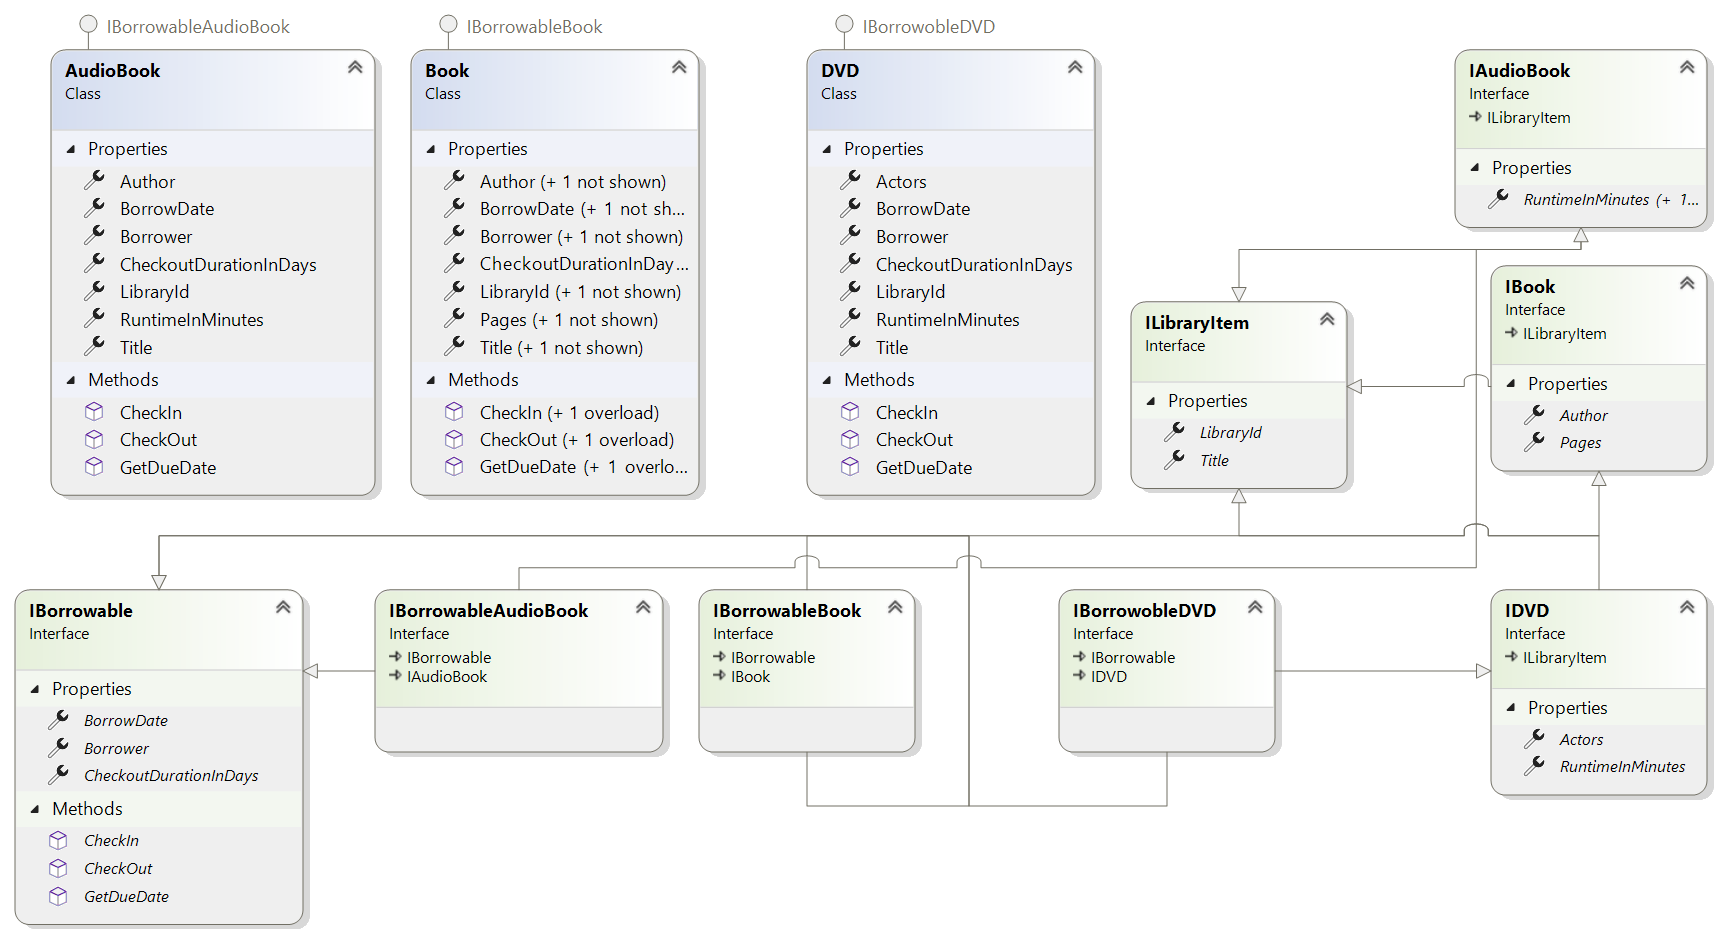 IBorrowableAudioBook
AudioBook
Class
Properties
Author
BorrowDate
Borrower
CheckoutDurationInDays
LibraryId
RuntimeInMinutes
Title
Methods
CheckIn
CheckOut
GetDueDate
IBorrowableBook
Book
Class
Properties
Author (+ 1 not shown)
BorrowDate (+ 1 not sh...
Borrower (+ 1 not shown)
CheckoutDurationInDay...
LibraryId (+ 1 not shown)
Pages (+ 1 not shown)
Title (+ 1 not shown)
Methods
CheckIn (+ 1 overload)
CheckOut (+ 1 overload)
GetDueDate (+ 1 overlo...
IBorrowobleDVD
DVD
Class
Properties
Actors
BorrowDate
Borrower
CheckoutDurationInDays
LibraryId
RuntimeInMinutes
Title
Methods
CheckIn
CheckOut
GetDueDate
IAudioBook
Interface
ILibraryItem
Properties
RuntimeInMinutes (+ 1...
ILibraryItem
Interface
Properties
LibraryId
Title
IBook
Interface
ILibraryItem
Properties
Author
Pages
IBorrowable
Interface
Properties
BorrowDate
Borrower
CheckoutDurationInDays
Methods
CheckIn
CheckOut
GetDueDate
IBorrowableAudioBook
Interface
IBorrowable
IAudioBook
IBorrowableBook
Interface
IBorrowable
IBook
IBorrowobleDVD
Interface
IBorrowable
IDVD
IDVD
Interface
ILibraryItem
Properties
Actors
RuntimeInMinutes